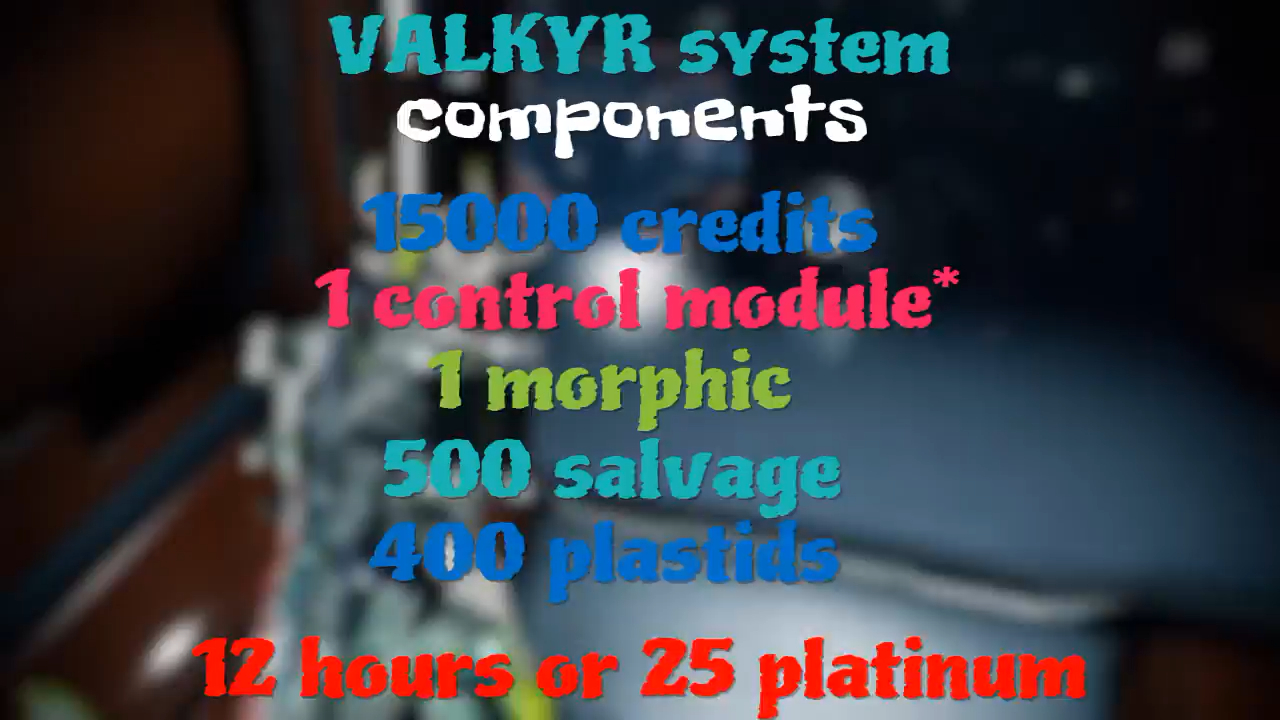 VALKYR system
components
15000 credits
1 control module*
1 morphic
500 salvage
400 plastids
12 hours or 25 platinum